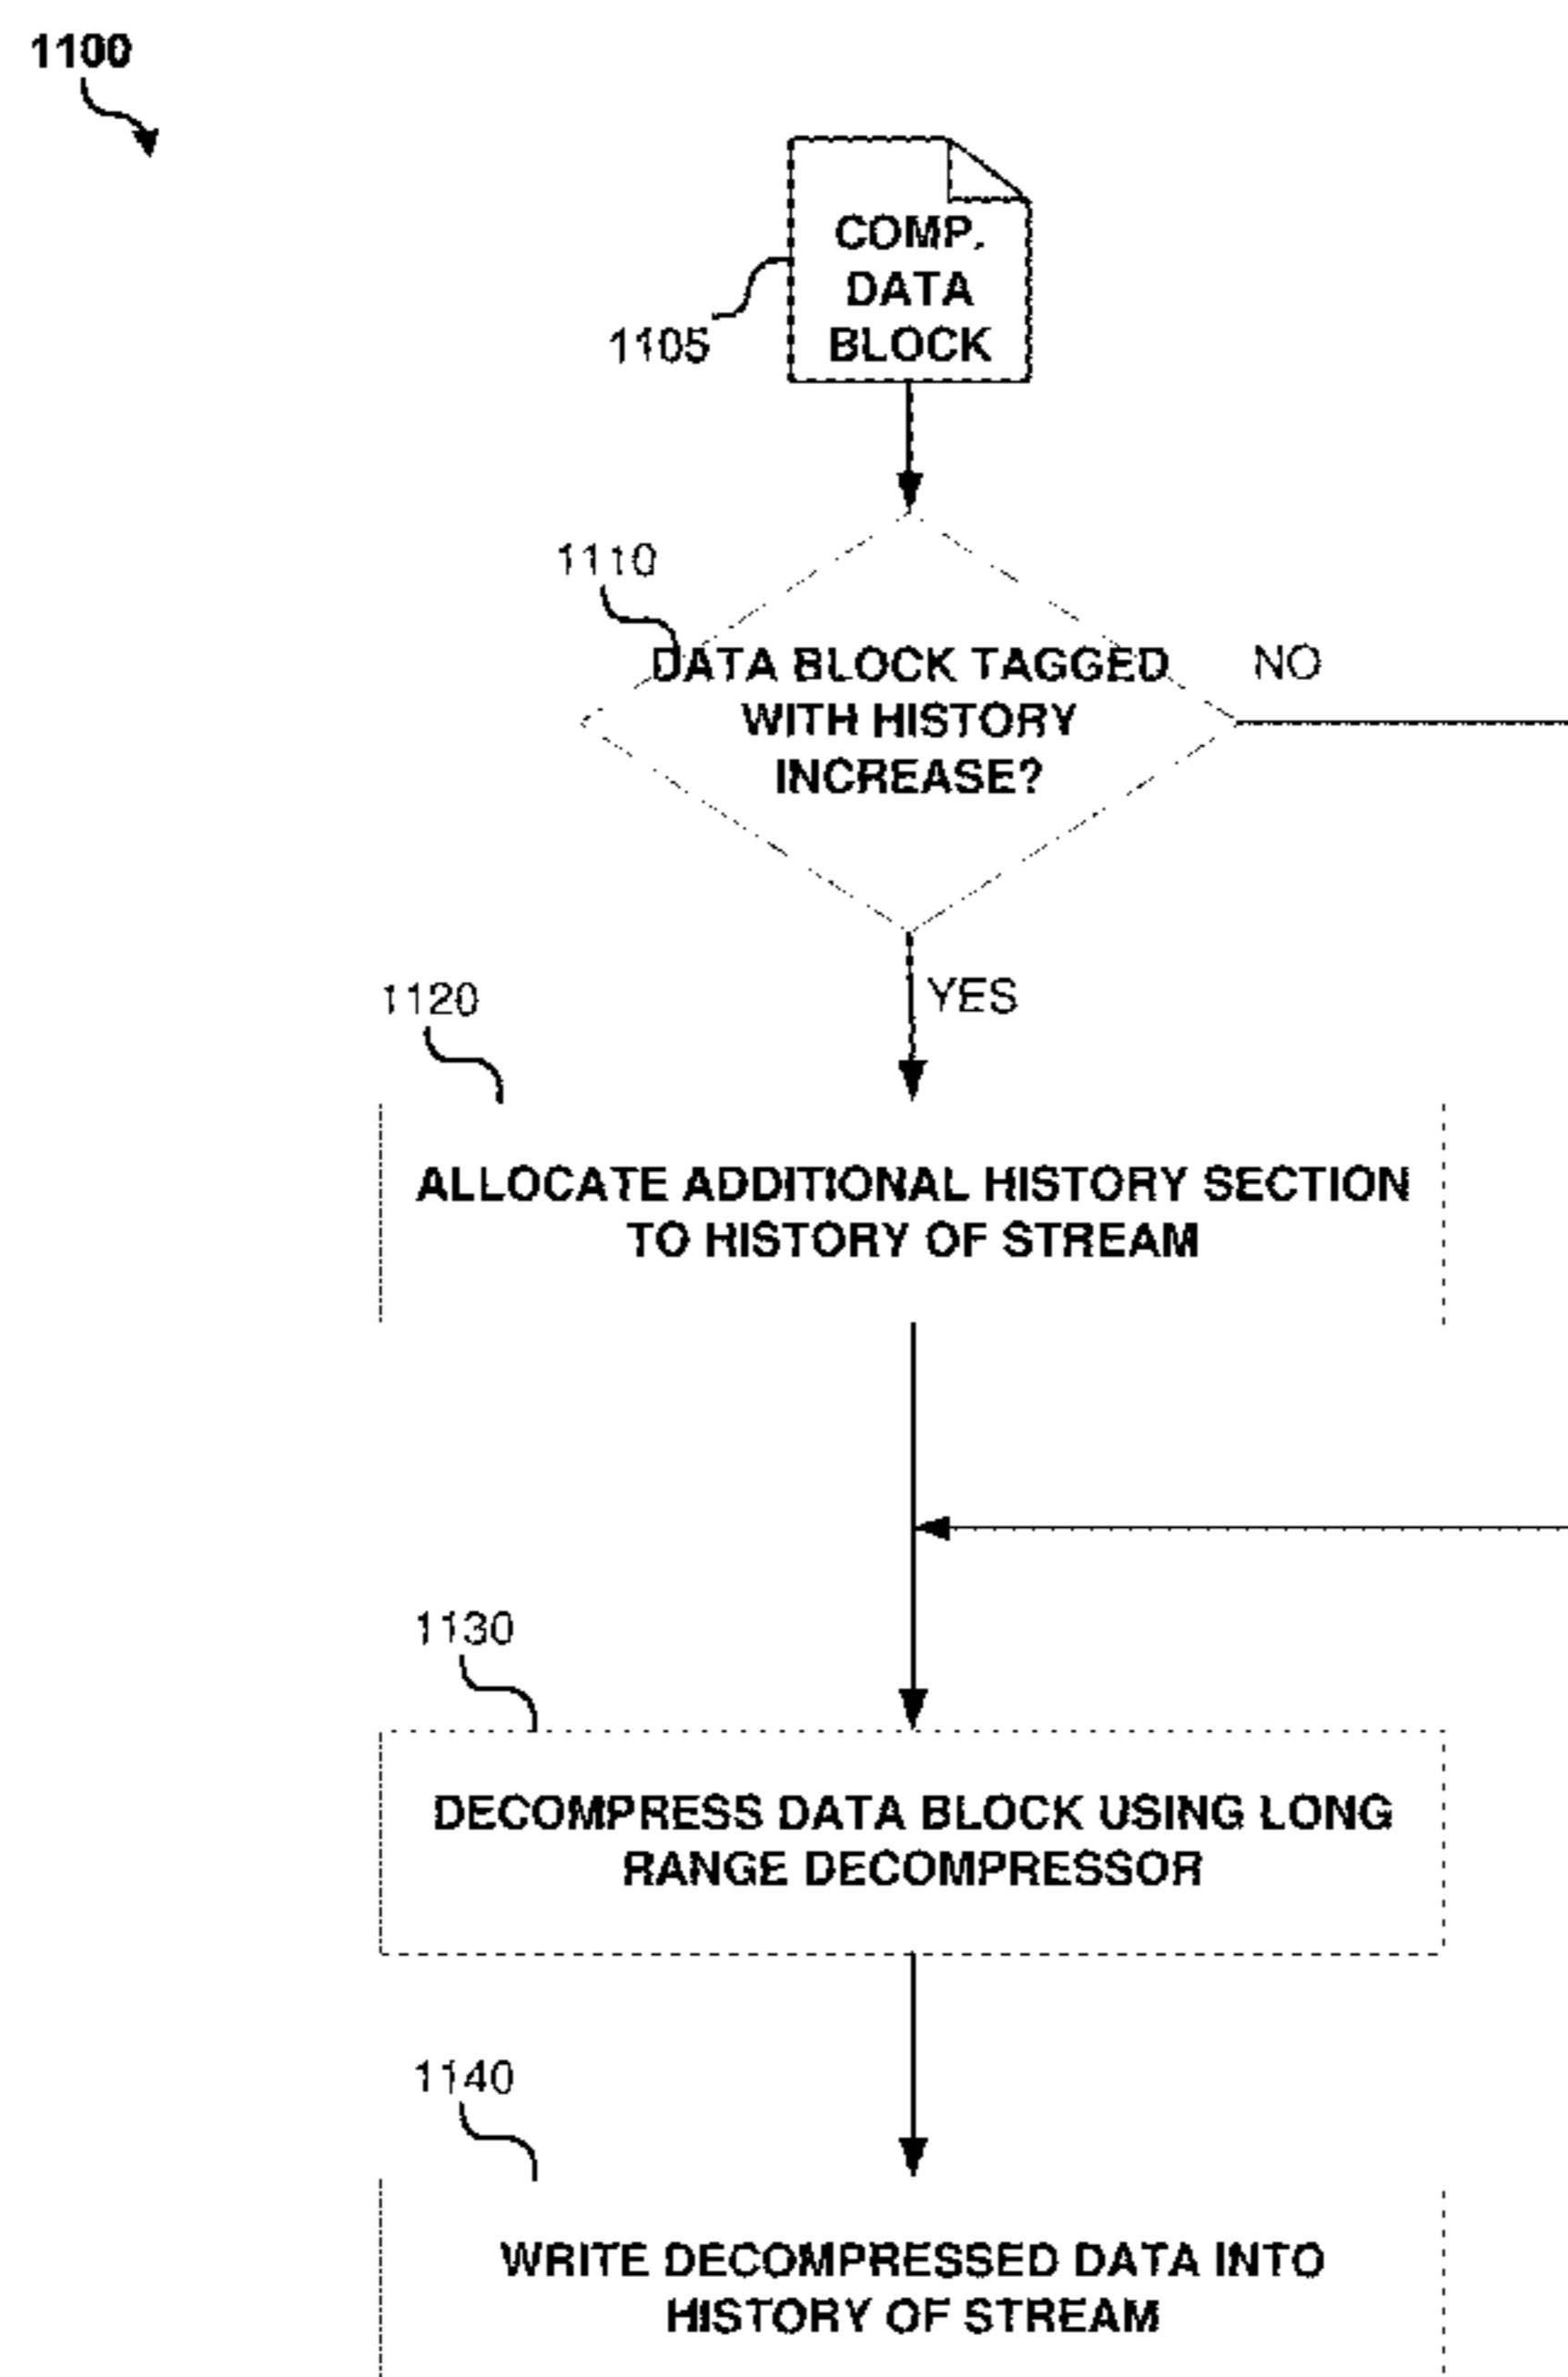 1100
COMP.
DATA
BLOCK
1105
1110
DATA BLOCK TAGGED
WITH HISTORY
INCREASE?
NO
YES
1120
ALLOCATE ADDITIONAL HISTORY SECTION
TO HISTORY OF STREAM
1130
DECOMPRESS DATA BLOCK USING LONG
RANGE DECOMPRESSOR
1140
WRITE DECOMPRESSED DATA INTO
HISTORY OF STREAM